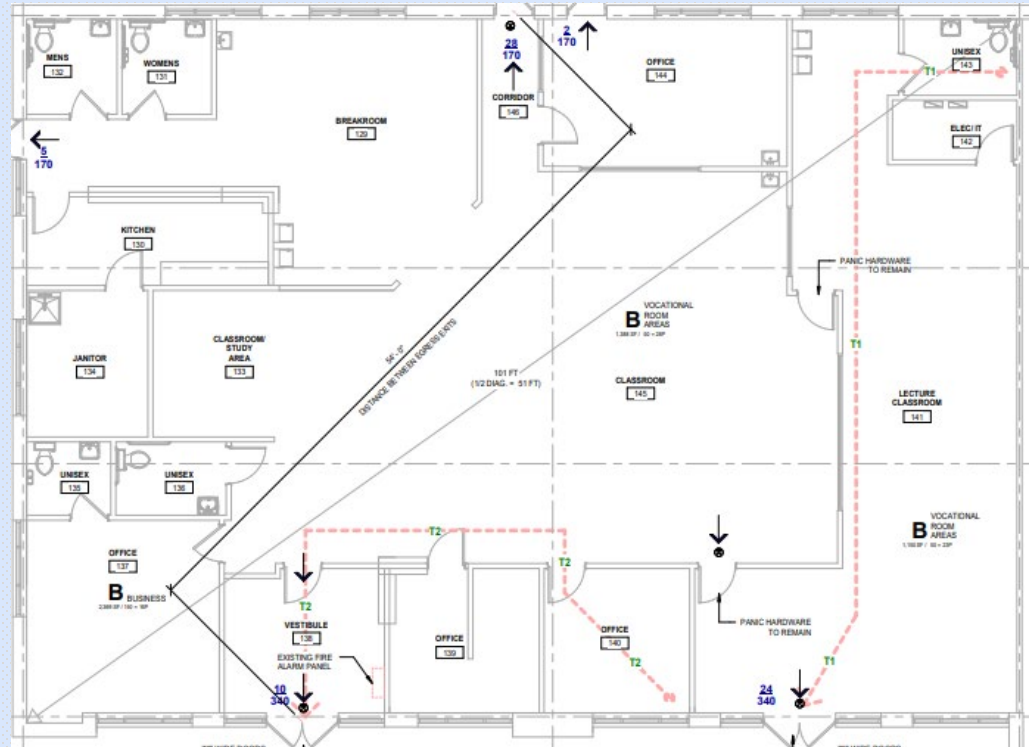 28
170
2
170
MENS
132
WOMENS
131
OFFICE
144
UNISEX
143
T1
CORRIDOR
146
BREAKROOM
129
ELEC/ IT
142
5
170
KITCHEN
130
PANIC HARDWARE
TO REMAIN
B
VOCATIONAL
ROOM
AREAS
54'- 0"
DISTANCE BETWEEN EGRESS EXITS
T1
CLASSROOM/
STUDY
AREA
133
JANITOR
134
101 FT
(1/2 DIAG. = 51 FT)
CLASSROOM
145
LECTURE
CLASSROOM
141
UNISEX
135
UNISEX
136
B
VOCATIONAL
ROOM
AREAS
T2
OFFICE
137
B BUSINESS
T2
T2
VESTIBULE
138
OFFICE
139
OFFICE
140
PANIC HARDWARE
TO REMAIN
EXISTING FIRE
ALARM PANEL
T2
T1
10
340
24
340